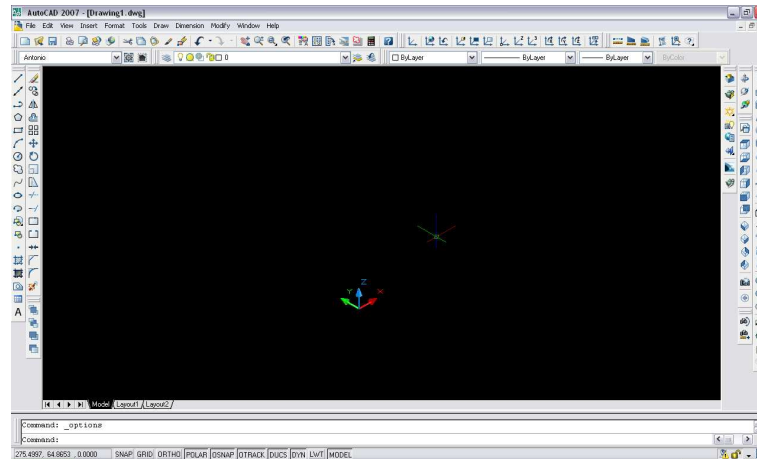 AutoCAD 2007 - [Drawing1.dwg]
File Edit View Insert Format Tools Draw Dimension Modify Window Help
Antonio 0 ByLayer ByLayer ByLayer ByColor
Z
Y X
A
Model Layout1 Layout2
Command: _options
Command:
275.4997, 64.8653 , 0.0000 SNAP GRID ORTHO POLAR OSNAP OTRACK DUCS DYN LWT MODEL